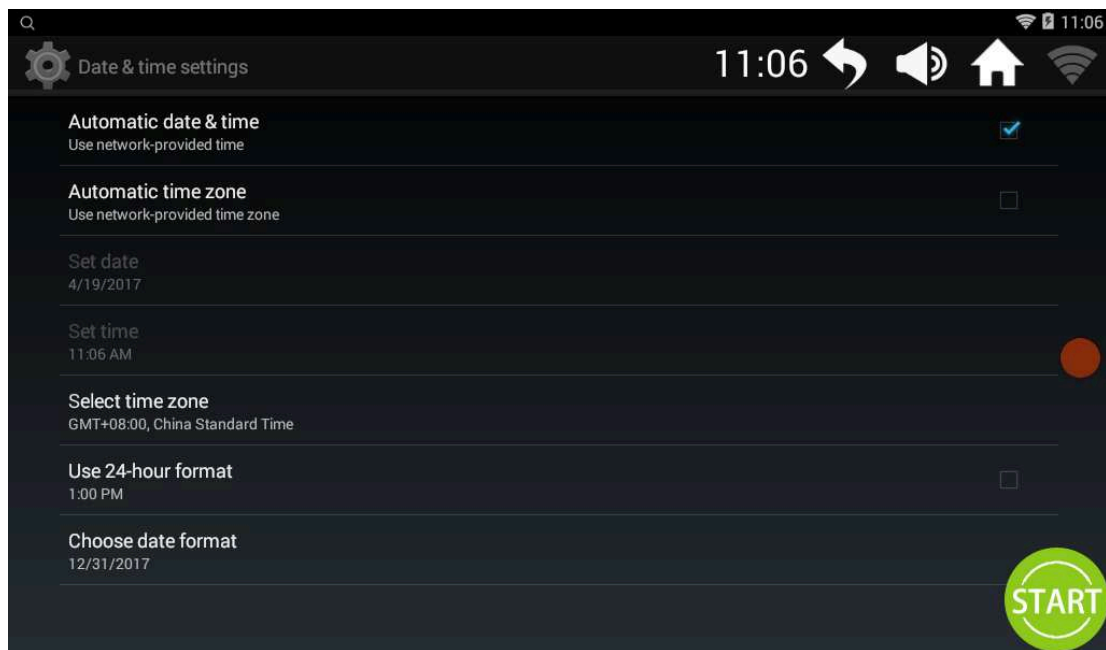 11:06
Date & time settings
11:06
Automatic date & time
Use network-provided time
Automatic time zone
Use network-provided time zone
Set date
4/19/2017
Set time
11:06 AM
Select time zone
GMT+08:00, China Standard Time
Use 24-hour format
1:00 PM
Choose date format
12/31/2017
START